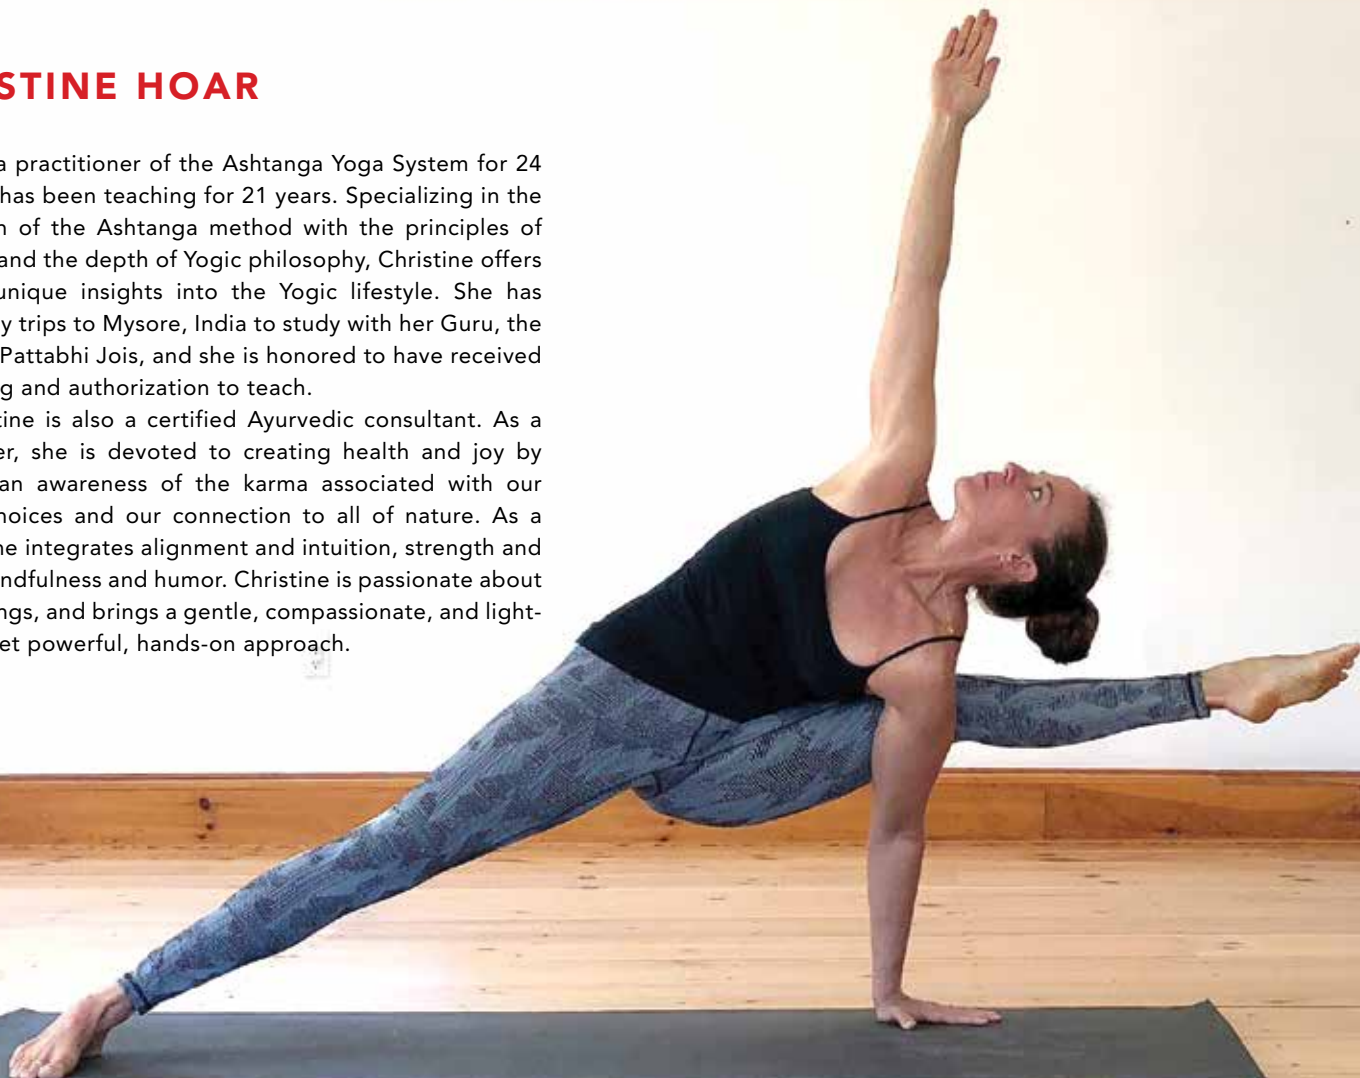 STINE HOAR
a practitioner of the Ashtanga Yoga System for 24
has been teaching for 21 years. Specializing in the
of the Ashtanga method with the principles of
and the depth of Yogic philosophy, Christine offers
unique insights into the Yogic lifestyle. She has
y trips to Mysore, India to study with her Guru, the
Pattabhi Jois, and she is honored to have received
g and authorization to teach.
tine is also a certified Ayurvedic consultant. As a
er, she is devoted to creating health and joy by
an awareness of the karma associated with our
hoices and our connection to all of nature. As a
ne integrates alignment and intuition, strength and
ndfulness and humor. Christine is passionate about
ngs, and brings a gentle, compassionate, and light-
et powerful, hands-on approach.